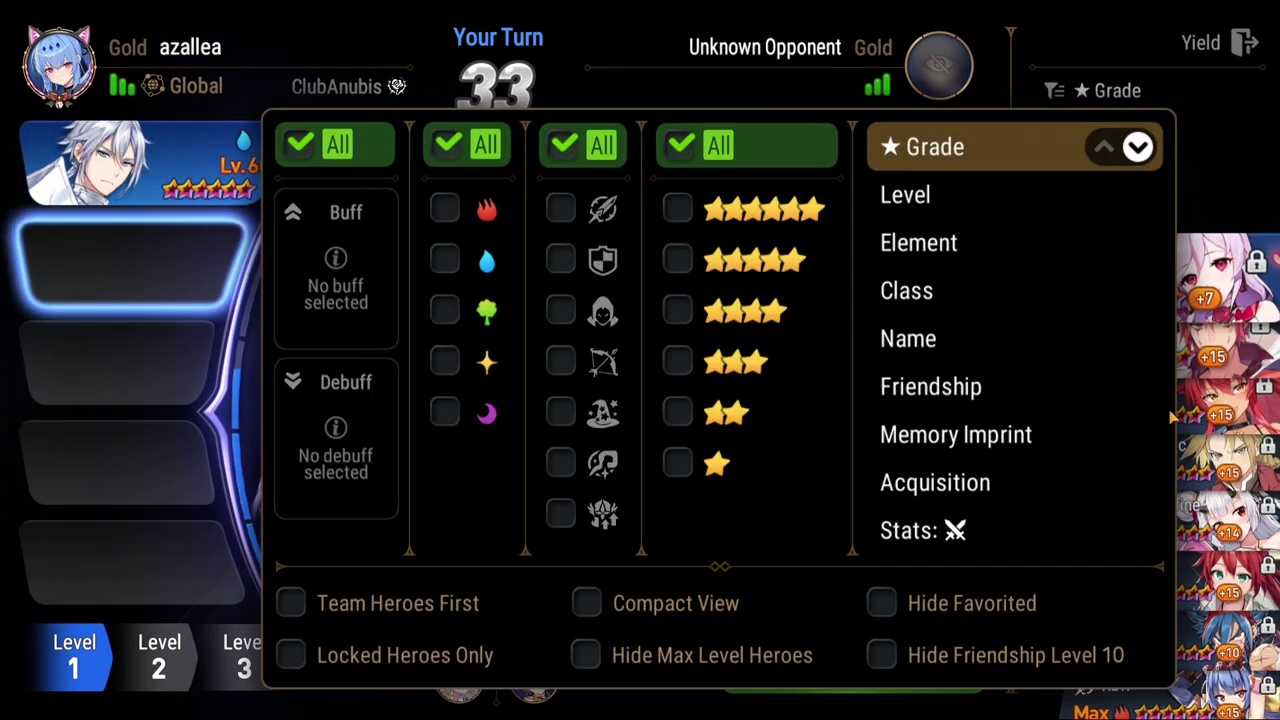 Gold azallea
Global
ClubAnubis
Your Turn
33
Unknown Opponent Gold
Yield
Grade
Lv.6
All
All
All
All
Grade
Level
Element
Class
Name
Friendship
Memory Imprint
Acquisition
Stats:
Buff
No buff
selected
Debuff
No debuff
selected
Team Heroes First
Compact View
Hide Favorited
Locked Heroes Only
Hide Max Level Heroes
Hide Friendship Level 10
Level
1
Level
2
Leve
3
+7
+15
+15
+15
+14
+15
+10
+15
Max